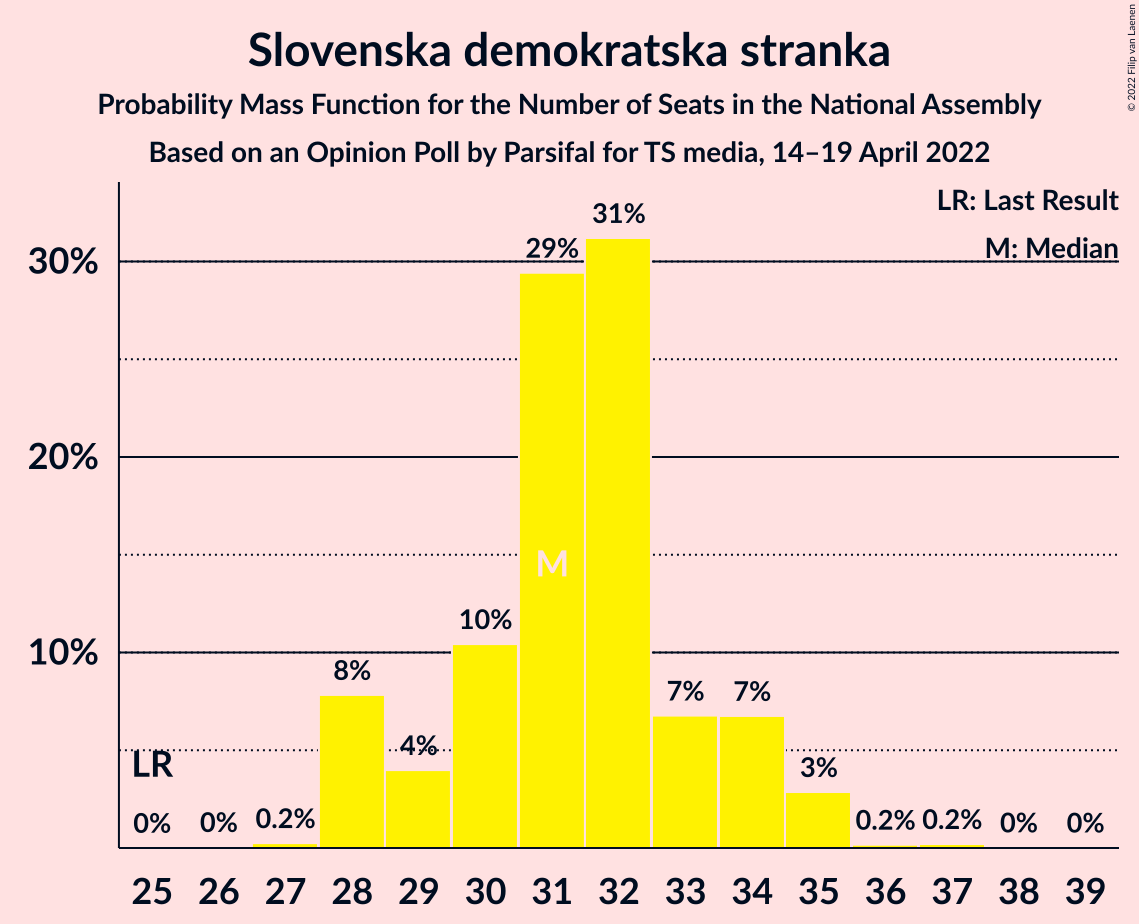 Slovenska demokratska stranka
Probability Mass Function for the Number of Seats in the National Assembly
Based on an Opinion Poll by Parsifal for TS media, 14–19 April 2022
© 2022 Filip van Laenen
LR: Last Result
M: Median
30%
20%
10%
LR
M
0%
0%
0.2%
8%
4%
10%
29%
31%
7%
7%
3%
0.2%
0.2%
0%
0%
25 26 27 28 29 30 31 32 33 34 35 36 37 38 39